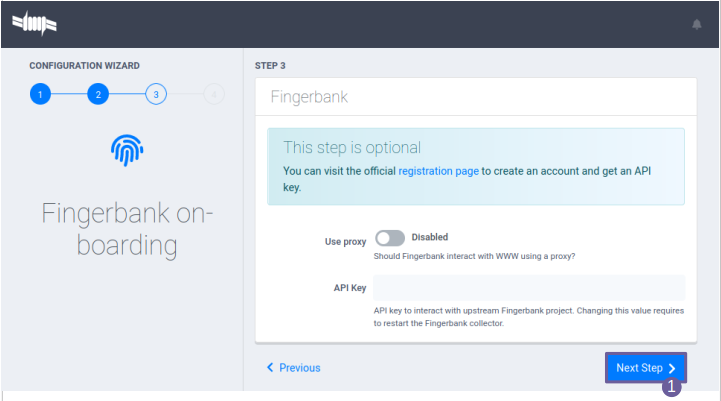 CONFIGURATION WIZARD
1 2 3 4
Fingerbank on-
boarding
STEP 3
Fingerbank
This step is optional
You can visit the official registration page to create an account and get an API
key.
Use proxy Disabled
Should Fingerbank interact with WWW using a proxy?
API Key
API key to interact with upstream Fingerbank project. Changing this value requires
to restart the Fingerbank collector.
Previous
Next Step
1